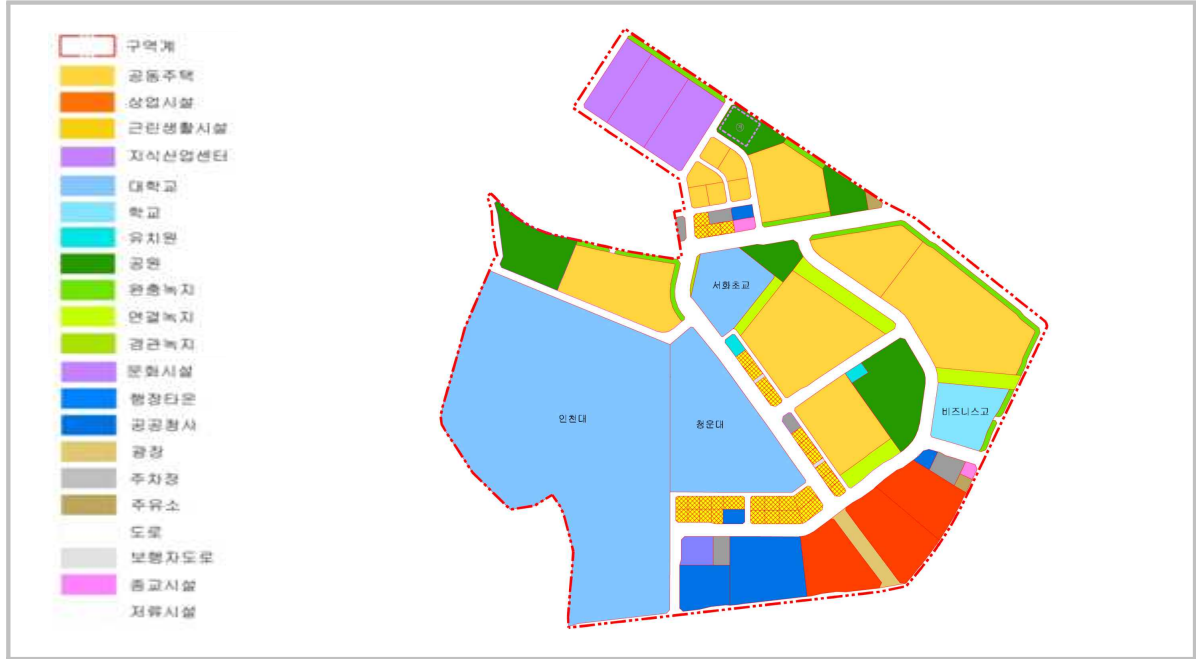 구역계
공동주택
상업시설
근린생활시설
지식산업센터
대학교
학교
유치원
공원
완충녹지
연결녹지
경관녹지
문화시설
행정타운
공공청사
광장
주차장
주유소
도로
보행자도로
종교시설
저류시설
서화초교
비즈니스고
인천대
청운대